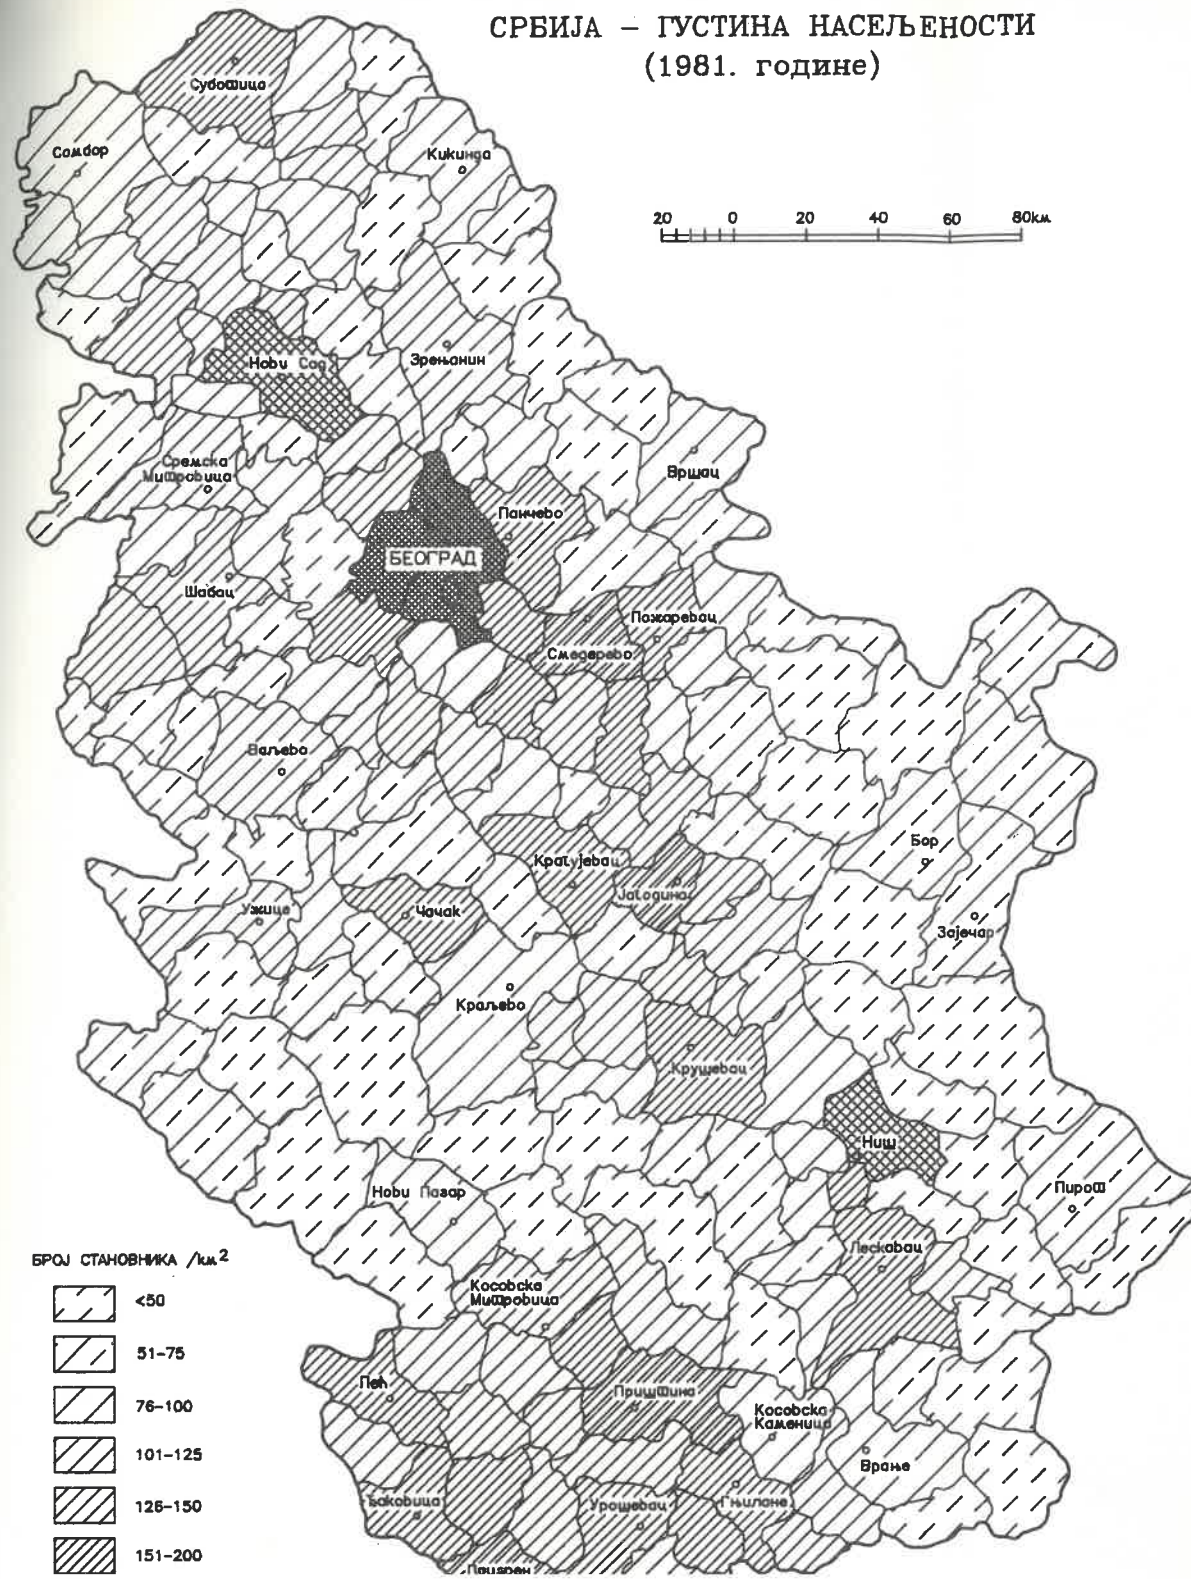 СРБИЈА – ГУСТИНА НАСЕЉЕНОСТИ
(1981. године)
Суботица
Сомбор
Кикинда
20 0 20 40 60 80км
Нови Сад
Зрењанин
Сремска
Митровица
Вршац
Панчево
БЕОГРАД
Шабац
Пожаревац
Смедерево
Ваљево
Бор
Крагујевац
Јагодина
Ужице
Чачак
Зајечар
Краљево
Крушевац
Ниш
Нови Пазар
Пирот
Лесковац
БРОЈ СТАНОВНИКА /км²
Косовска
Митровица
<50
51-75
Пећ
Приштина
76-100
Косовска
Каменица
101-125
Врање
126-150
Ђаковица
Урошевац
Гњилане
151-200
Призрен